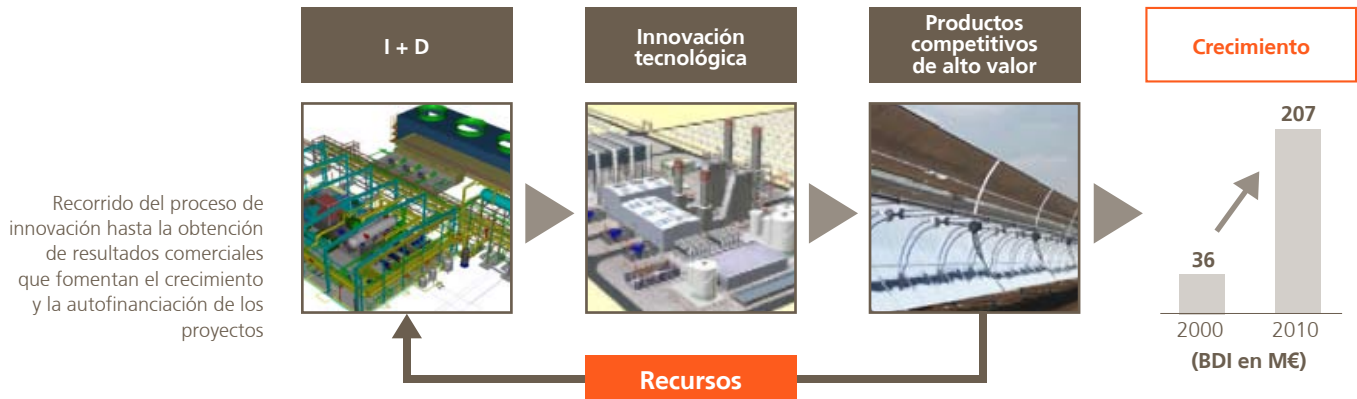 I + D
Innovación
tecnológica
Productos
competitivos
de alto valor
Crecimiento
Recorrido del proceso de
innovación hasta la obtención
de resultados comerciales
que fomentan el crecimiento
y la autofinanciación de los
proyectos
207
36
2000
2010
(BDI en M€)
Recursos